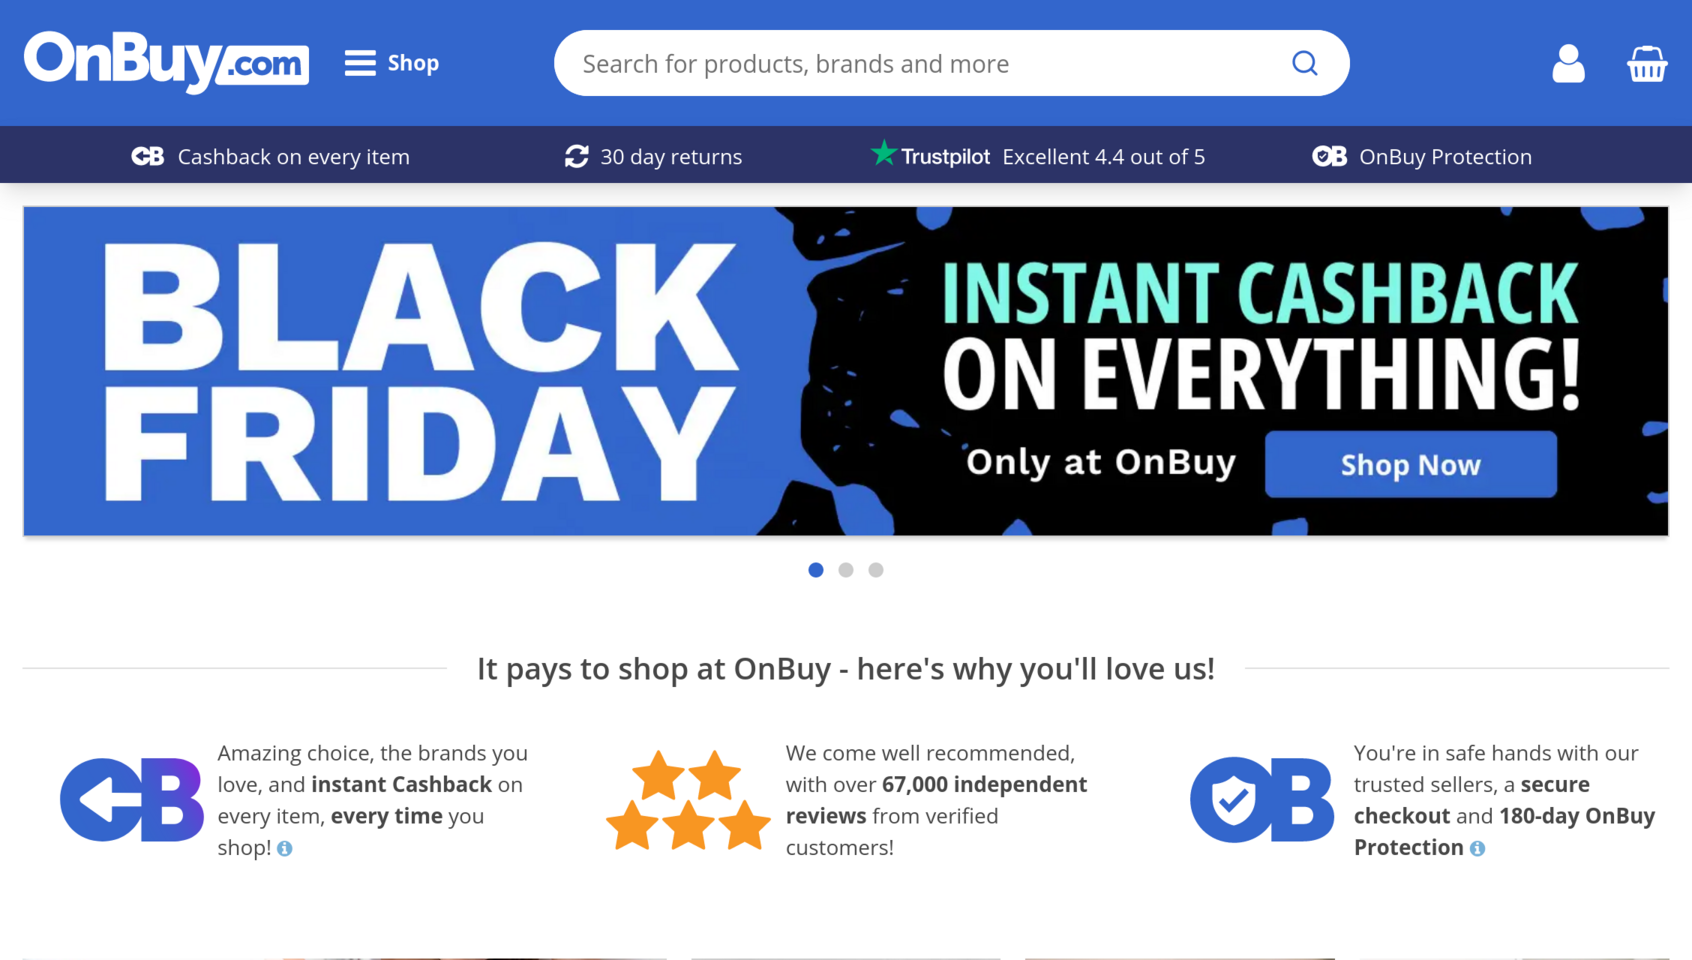 OnBuy.com
Shop
Search for products, brands and more
CB Cashback on every item
30 day returns
Trustpilot Excellent 4.4 out of 5
OB OnBuy Protection
BLACK
FRIDAY
INSTANT CASHBACK
ON EVERYTHING!
Only at OnBuy
Shop Now
It pays to shop at OnBuy - here's why you'll love us!
CB
Amazing choice, the brands you
love, and instant Cashback on
every item, every time you
shop!
We come well recommended,
with over 67,000 independent
reviews from verified
customers!
OB
You're in safe hands with our
trusted sellers, a secure
checkout and 180-day OnBuy
Protection